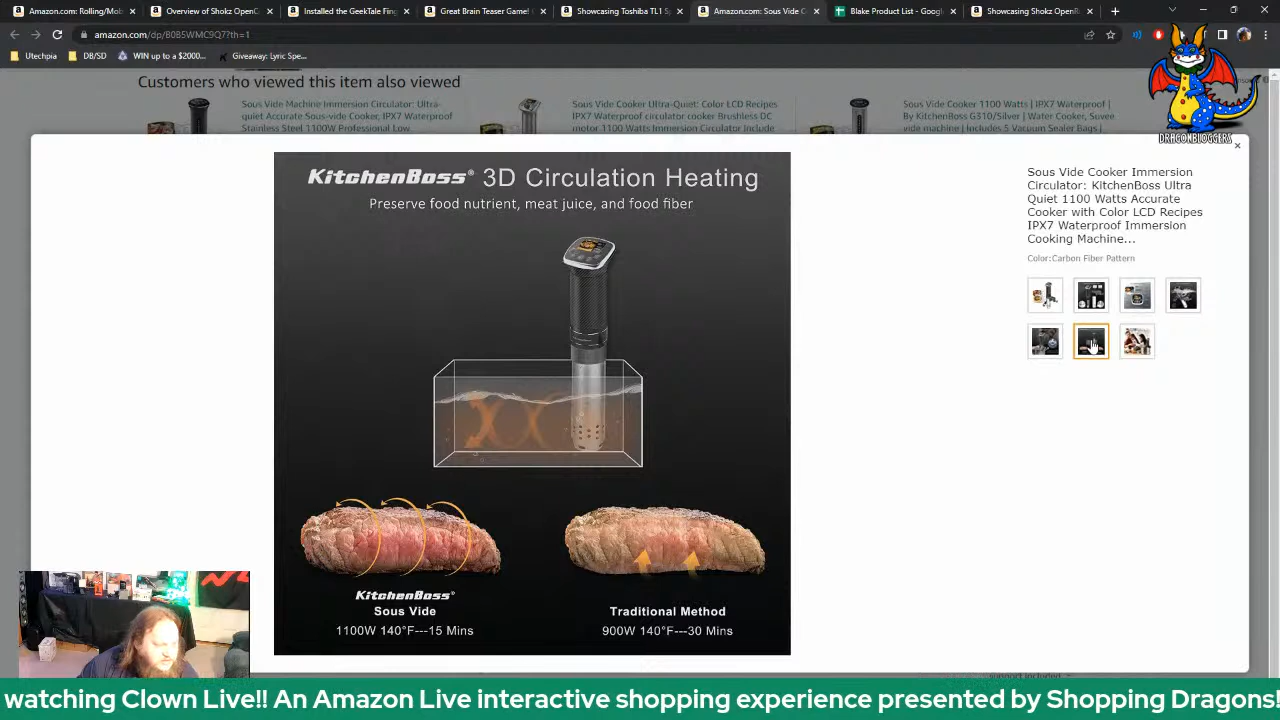 Amazon.com: Rolling/Mob
Overview of Shokz OpenC
Installed the GeekTale Fing
Great Brain Teaser Game! E
Showcasing Toshiba TL1 S
Amazon.com: Sous Vide C
Blake Product List - Google
Showcasing Shokz OpenRu
amazon.com/dp/B0B5WMC9Q7?th=1
Utechpia
DB/SD
WIN up to a $2000...
Giveaway: Lyric Spe...
Customers who viewed this item also viewed
Sous Vide Machine Immersion Circulator: Ultra-
quiet Accurate Sous-vide Cooker, IPX7 Waterproof
Stainless Steel 1100W Professional Low
Sous Vide Cooker Ultra-Quiet: Color LCD Recipes
IPX7 Waterproof circulator cooker Brushless DC
motor 1100 Watts Immersion Circulator Include
Sous Vide Cooker 1100 Watts | IPX7 Waterproof |
By KitchenBoss G310/Silver | Water Cooker, Suvee
vide machine | Includes 5 Vacuum Sealer Bags |
DRAGONBLOGGERS
KitchenBoss® 3D Circulation Heating
Preserve food nutrient, meat juice, and food fiber
KitchenBoss®
Sous Vide
1100W 140°F---15 Mins
Traditional Method
900W 140°F---30 Mins
Sous Vide Cooker Immersion
Circulator: KitchenBoss Ultra
Quiet 1100 Watts Accurate
Cooker with Color LCD Recipes
IPX7 Waterproof Immersion
Cooking Machine...
Color:Carbon Fiber Pattern
support included
watching Clown Live!! An Amazon Live interactive shopping experience presented by Shopping Dragons!